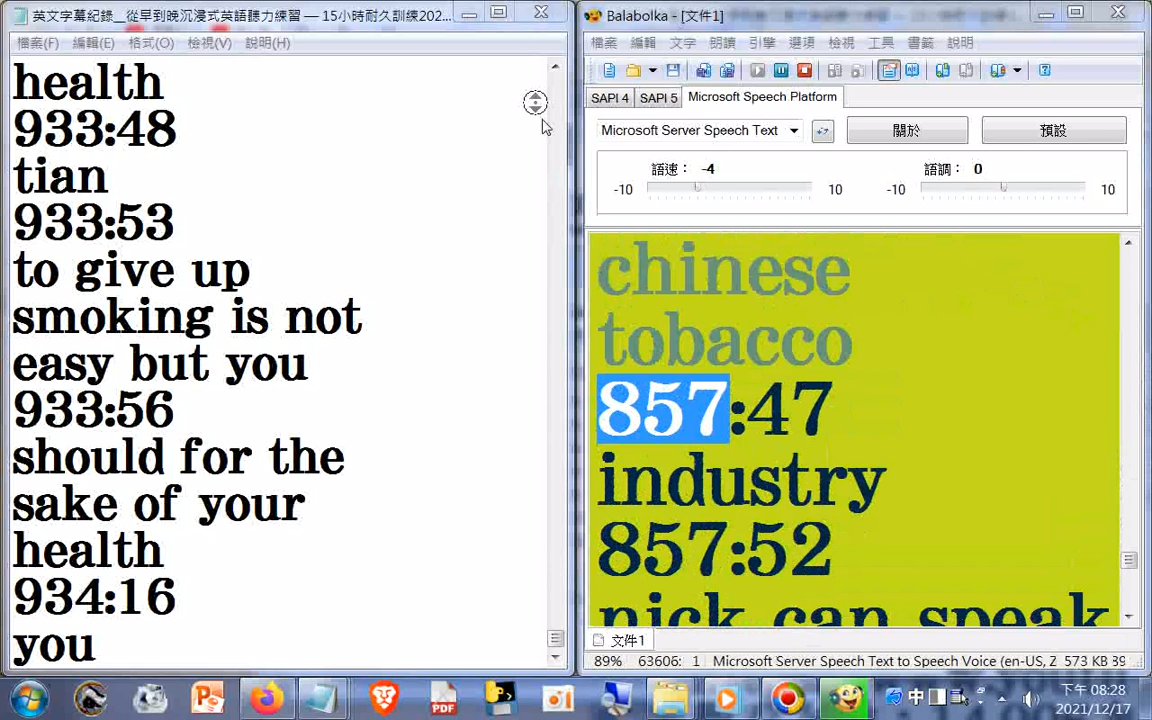 英文字幕紀錄__從早到晚沉浸式英語聽力練習 — 15小時耐久訓練202...
檔案(F) 編輯(E) 格式(O) 檢視(V) 說明(H)
health
933:48
tian
933:53
to give up
smoking is not
easy but you
933:56
should for the
sake of your
health
934:16
you
Balabolka - [文件1]
檔案 編輯 文字 朗讀 引擎 選項 檢視 工具 書籤 說明
SAPI 4 SAPI 5 Microsoft Speech Platform
Microsoft Server Speech Text 關於 預設
語速： -4 語調： 0
-10 10 -10 10
chinese
tobacco
857:47
industry
857:52
nick can speak
文件1
89% 63606: 1 Microsoft Server Speech Text to Speech Voice (en-US, Z 573 KB 39
PDF 中 下午 08:28
2021/12/17